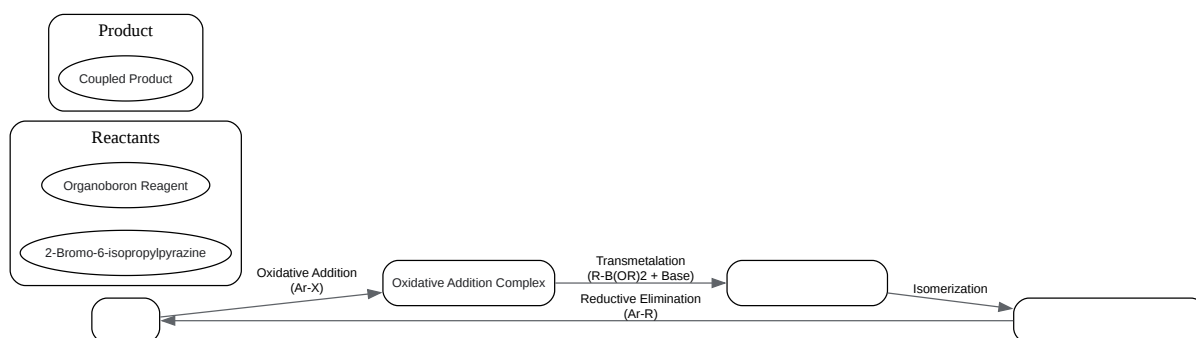 Product
Coupled Product
Reactants
Organoboron Reagent
2-Bromo-6-isopropylpyrazine
Oxidative Addition
(Ar-X)
Oxidative Addition Complex
Transmetalation
(R-B(OR)2 + Base)
Reductive Elimination
(Ar-R)
Isomerization